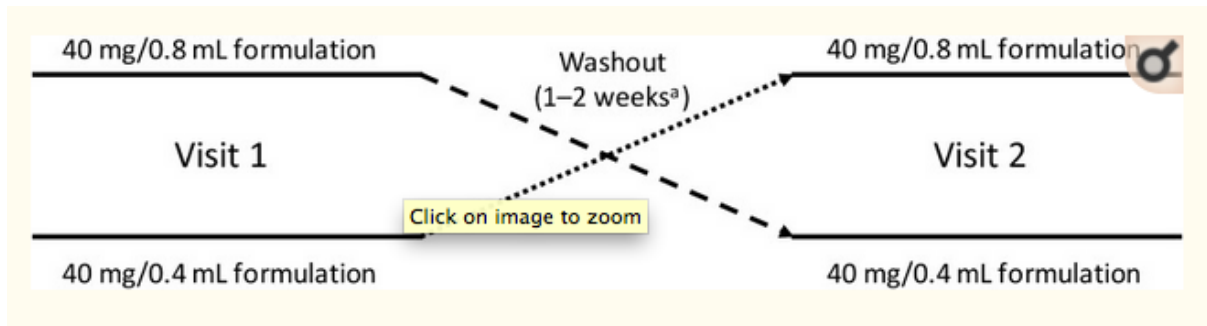 40 mg/0.8 mL formulation
Washout
(1–2 weeksᵃ)
40 mg/0.8 mL formulation
Visit 1
Visit 2
Click on image to zoom
40 mg/0.4 mL formulation
40 mg/0.4 mL formulation